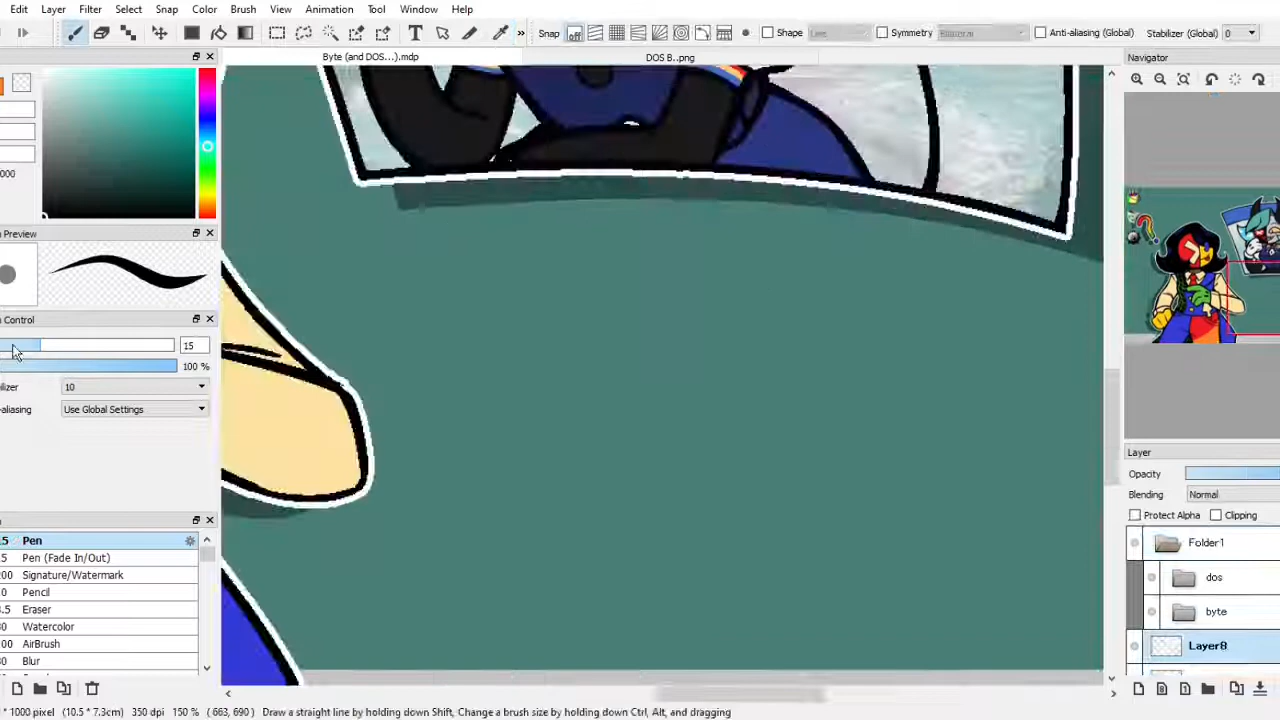 Edit Layer Filter Select Snap Color Brush View Animation Tool Window Help
Snap off Shape Symmetry Bilateral Anti-aliasing (Global) Stabilizer (Global) 0
Byte (and DOS...).mdp DOS B..png Navigator
000
Preview
Control
15
100 %
10
Use Global Settings
15 Pen
Pen (Fade In/Out)
Signature/Watermark
Pencil
Eraser
Watercolor
AirBrush
Blur
Layer
Opacity
Blending Normal
Protect Alpha Clipping
Folder1
dos
byte
Layer8
* 1000 pixel (10.5 * 7.3cm) 350 dpi 150 % ( 663, 690 ) Draw a straight line by holding down Shift, Change a brush size by holding down Ctrl, Alt, and dragging